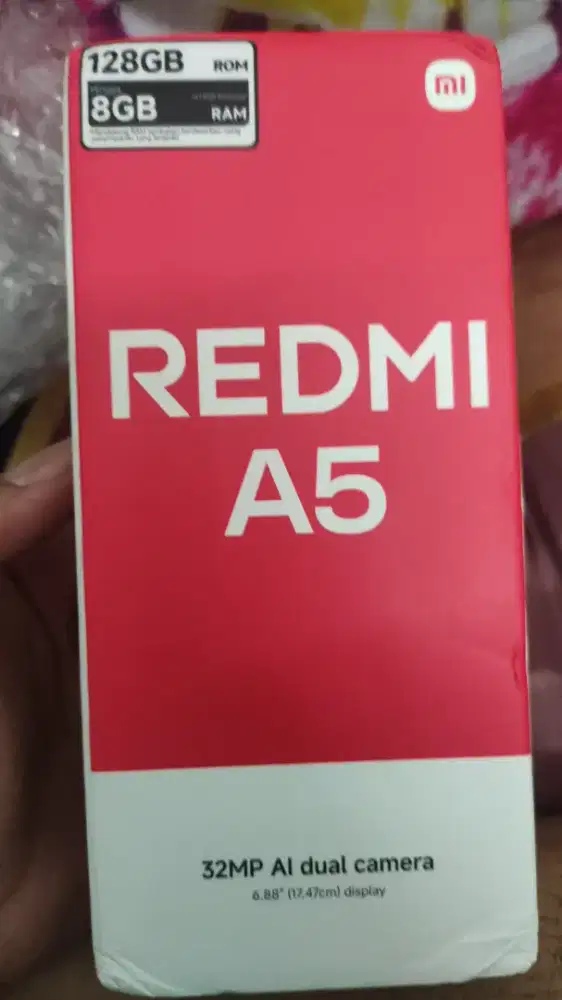 128GB ROM
8GB RAM
mi
REDMI
A5
32MP AI dual camera
6.88" (17.47cm) display